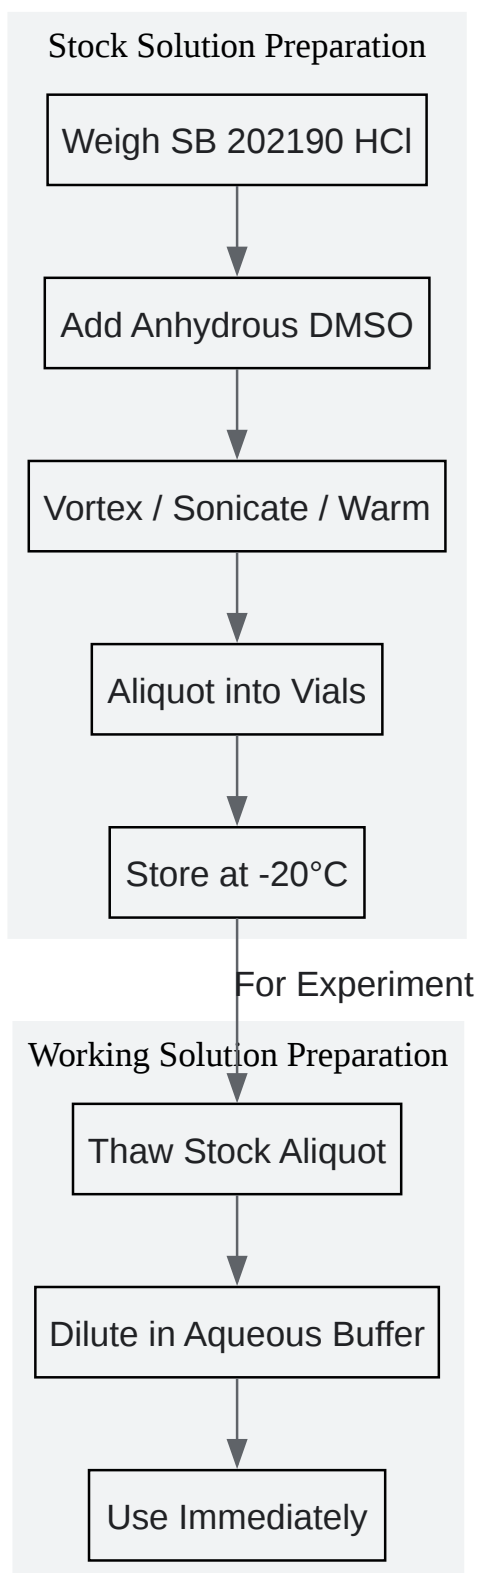 Stock Solution Preparation
Weigh SB 202190 HCl
Add Anhydrous DMSO
Vortex / Sonicate / Warm
Aliquot into Vials
Store at -20°C
For Experiment
Working Solution Preparation
Thaw Stock Aliquot
Dilute in Aqueous Buffer
Use Immediately